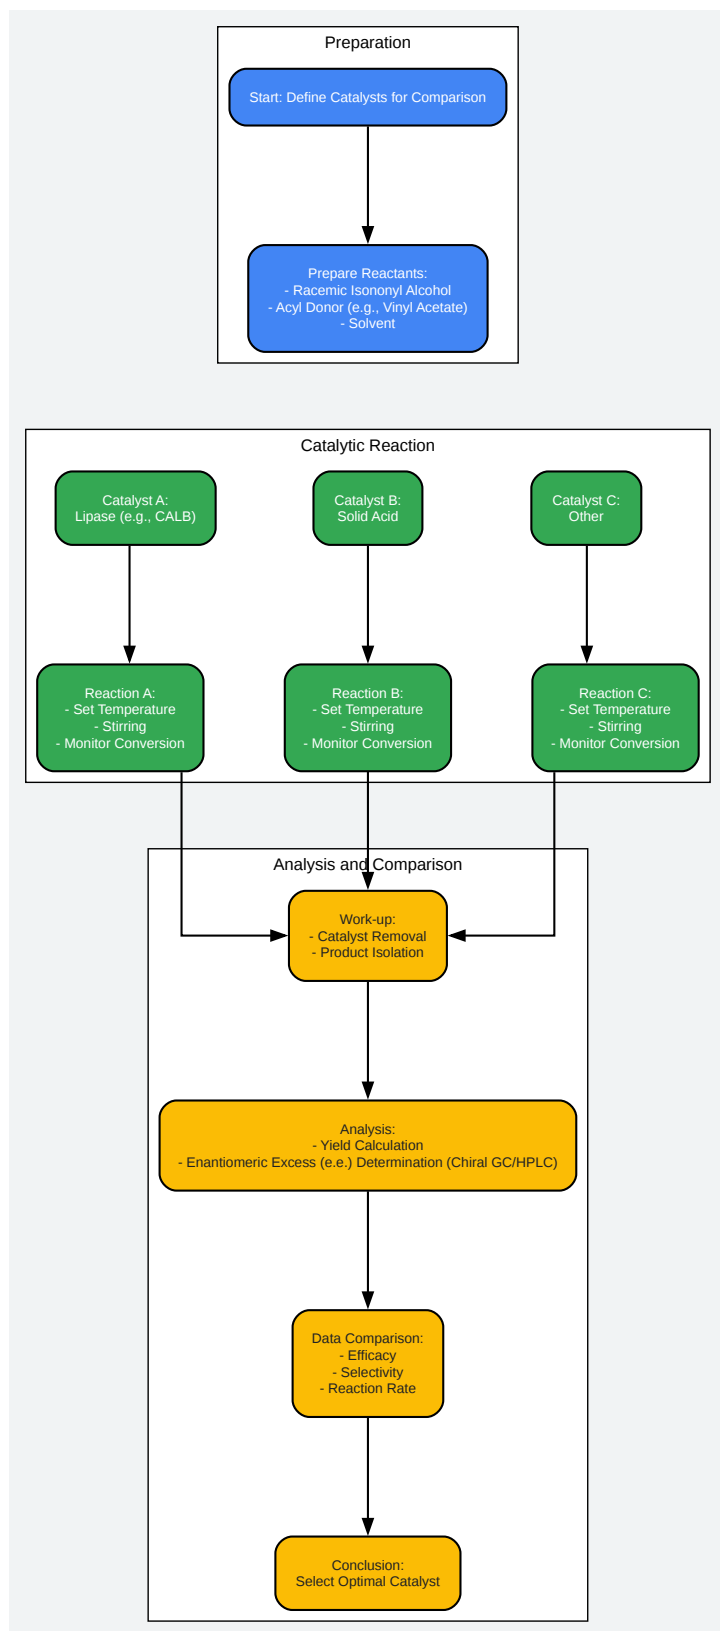 Preparation
Start: Define Catalysts for Comparison
Prepare Reactants:
- Racemic Isononyl Alcohol
- Acyl Donor (e.g., Vinyl Acetate)
- Solvent
Catalytic Reaction
Catalyst A:
Lipase (e.g., CALB)
Catalyst B:
Solid Acid
Catalyst C:
Other
Reaction A:
- Set Temperature
- Stirring
- Monitor Conversion
Reaction B:
- Set Temperature
- Stirring
- Monitor Conversion
Reaction C:
- Set Temperature
- Stirring
- Monitor Conversion
Analysis and Comparison
Work-up:
- Catalyst Removal
- Product Isolation
Analysis:
- Yield Calculation
- Enantiomeric Excess (e.e.) Determination (Chiral GC/HPLC)
Data Comparison:
- Efficacy
- Selectivity
- Reaction Rate
Conclusion:
Select Optimal Catalyst